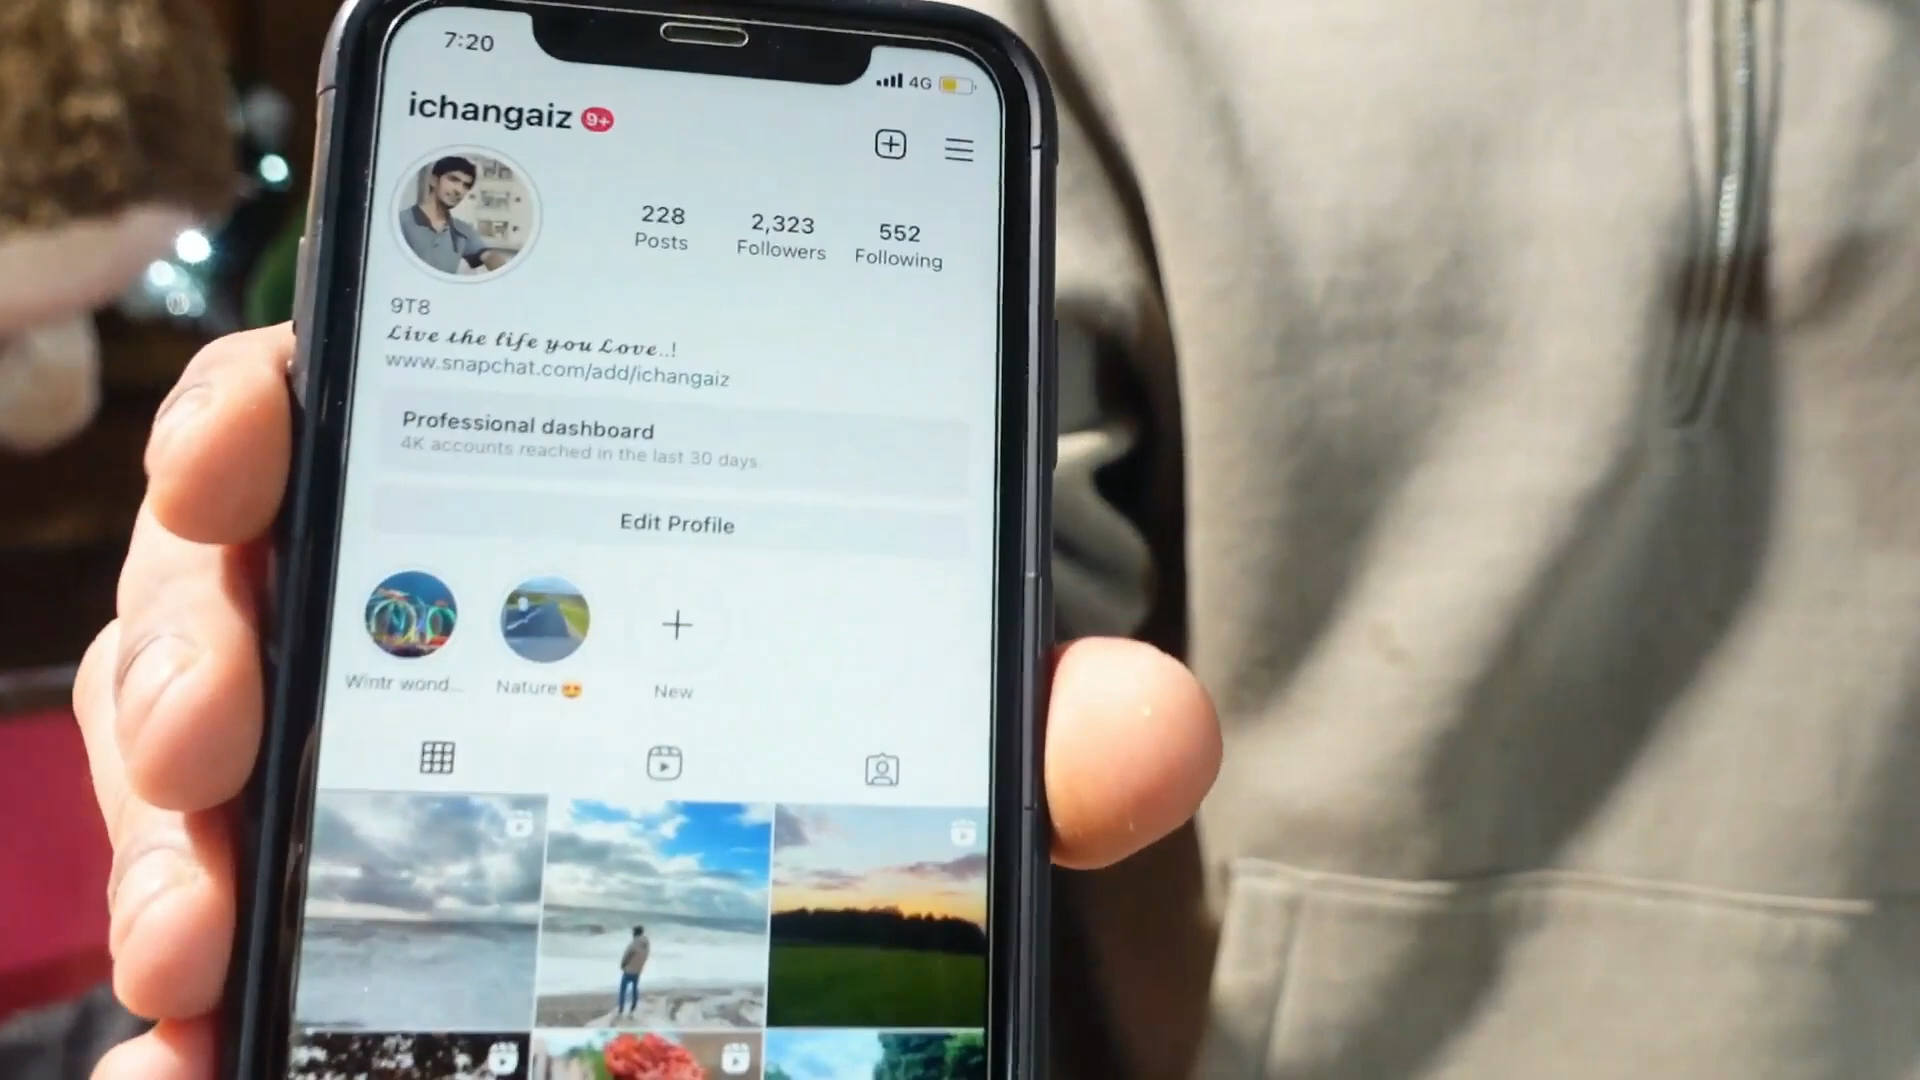 7:20
4G
ichangaiz 9+
228
Posts
2,323
Followers
552
Following
9T8
𝓛𝓲𝓿𝓮 𝓽𝓱𝓮 𝓵𝓲𝓯𝓮 𝔂𝓸𝓾 𝓛𝓸𝓿𝓮..!
www.snapchat.com/add/ichangaiz
Professional dashboard
4K accounts reached in the last 30 days.
Edit Profile
Wintr wond...
Nature😍
New